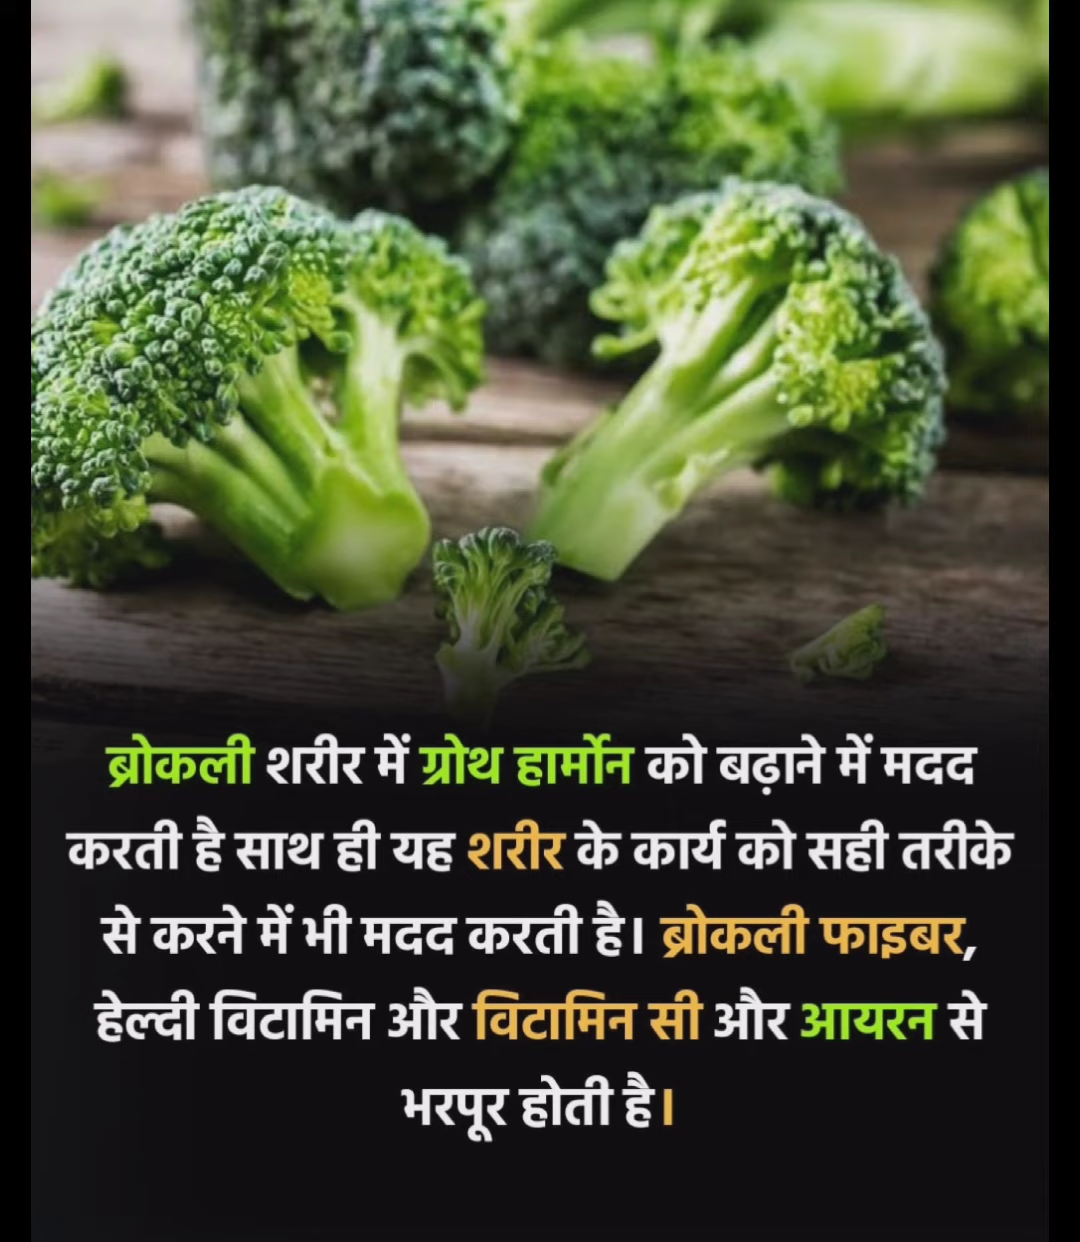 ब्रोकली शरीर में ग्रोथ हार्मोन को बढ़ाने में मदद
करती है साथ ही यह शरीर के कार्य को सही तरीके
से करने में भी मदद करती है। ब्रोकली फाइबर,
हेल्दी विटामिन और विटामिन सी और आयरन से
भरपूर होती है।